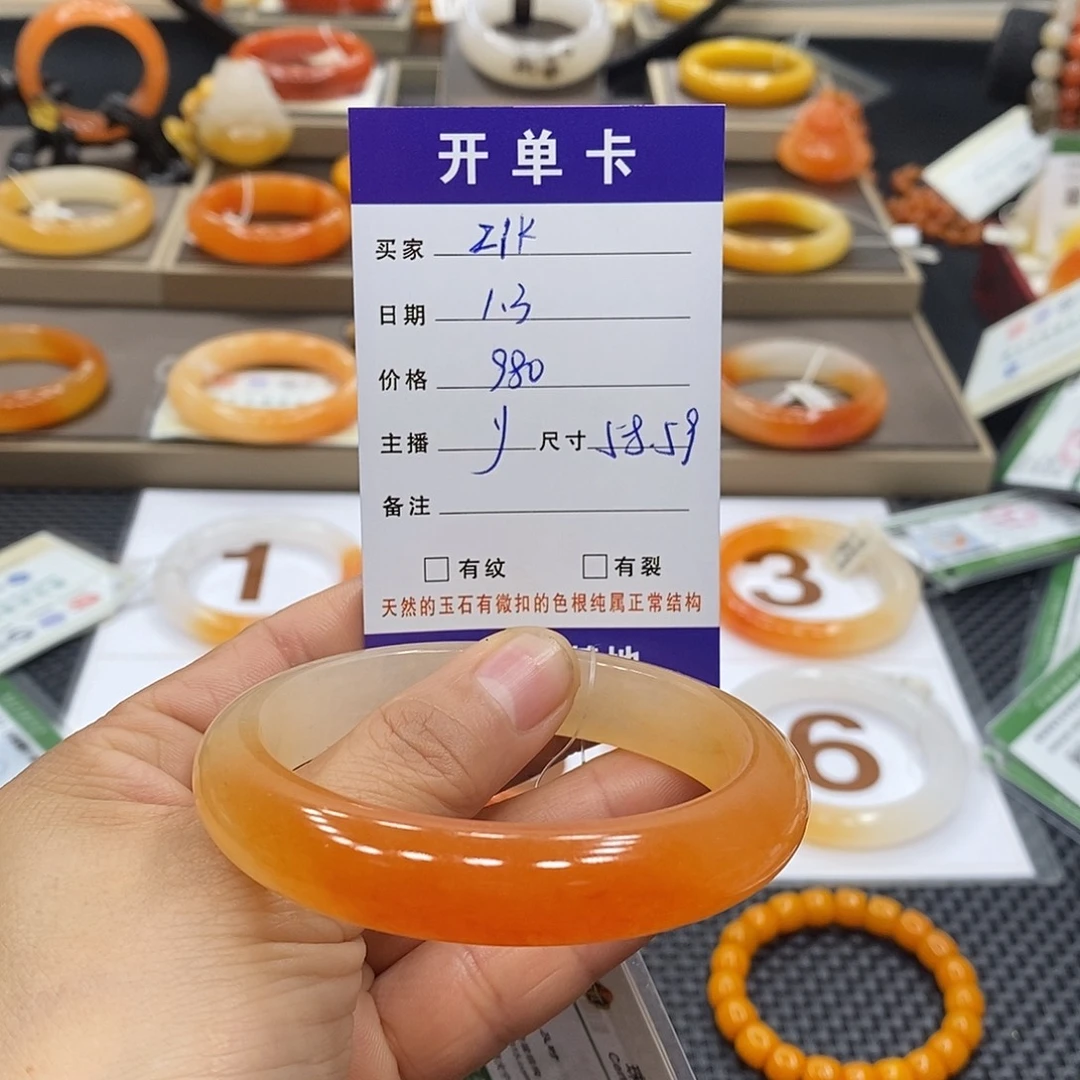 开单卡
买家 ZlK
日期 1.3
价格 980
主播 y 尺寸 58.59
备注
有纹 有裂
天然的玉石有微扣的色根纯属正常结构
1
3
6